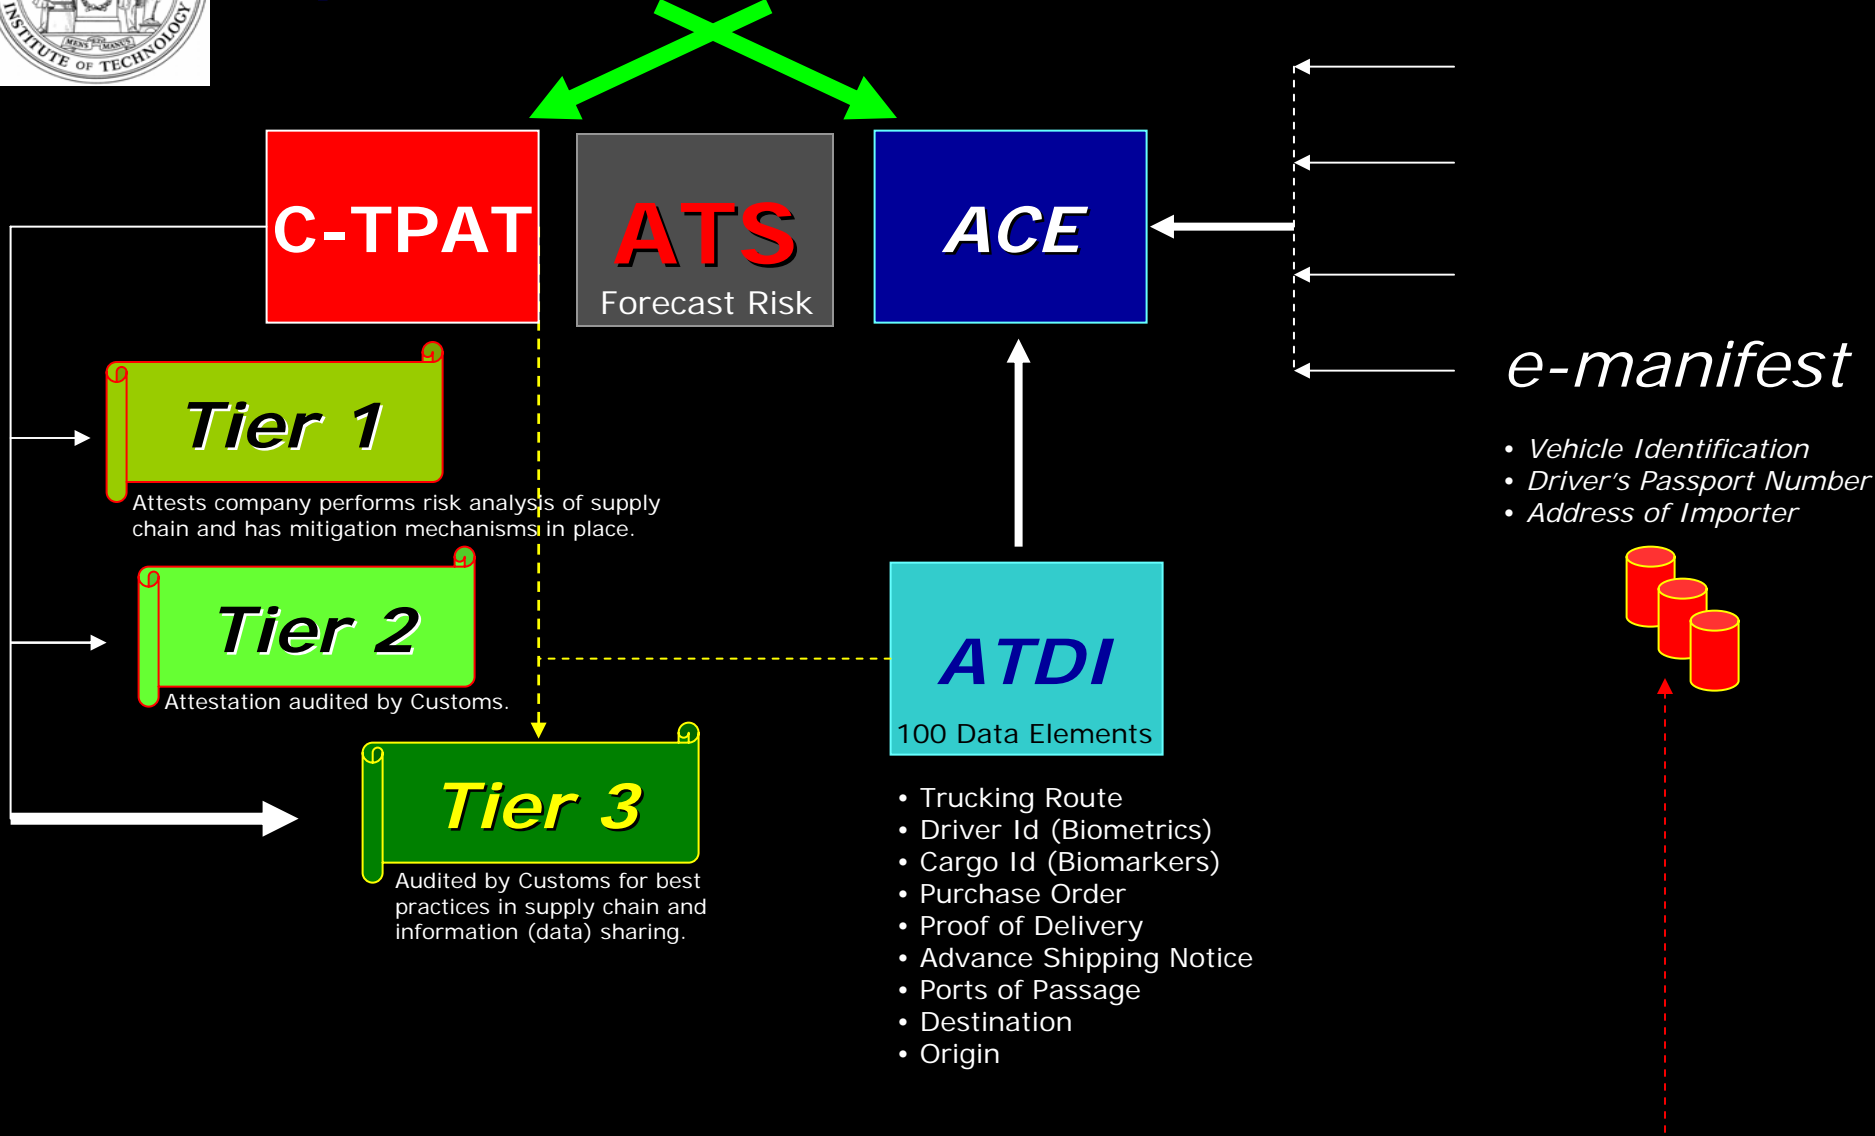 INSTITUTE OF TECHNOLOGY
MENS ET MANUS
C-TPAT
ATS
Forecast Risk
ACE
e-manifest
• Vehicle Identification
• Driver's Passport Number
• Address of Importer
Tier 1
Attests company performs risk analysis of supply
chain and has mitigation mechanisms in place.
Tier 2
Attestation audited by Customs.
Tier 3
Audited by Customs for best
practices in supply chain and
information (data) sharing.
ATDI
100 Data Elements
• Trucking Route
• Driver Id (Biometrics)
• Cargo Id (Biomarkers)
• Purchase Order
• Proof of Delivery
• Advance Shipping Notice
• Ports of Passage
• Destination
• Origin